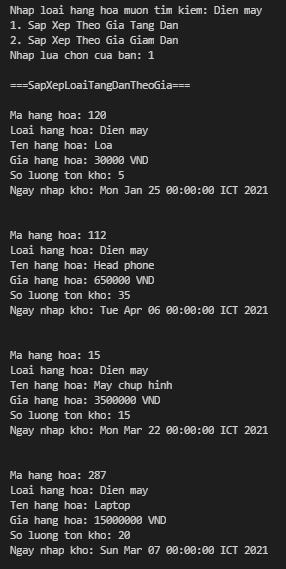 Nhap loai hang hoa muon tim kiem: Dien may
1. Sap Xep Theo Gia Tang Dan
2. Sap Xep Theo Gia Giam Dan
Nhap lua chon cua ban: 1
===SapXepLoaiTangDanTheoGia===
Ma hang hoa: 120
Loai hang hoa: Dien may
Ten hang hoa: Loa
Gia hang hoa: 30000 VND
So luong ton kho: 5
Ngay nhap kho: Mon Jan 25 00:00:00 ICT 2021
Ma hang hoa: 112
Loai hang hoa: Dien may
Ten hang hoa: Head phone
Gia hang hoa: 650000 VND
So luong ton kho: 35
Ngay nhap kho: Tue Apr 06 00:00:00 ICT 2021
Ma hang hoa: 15
Loai hang hoa: Dien may
Ten hang hoa: May chup hinh
Gia hang hoa: 3500000 VND
So luong ton kho: 15
Ngay nhap kho: Mon Mar 22 00:00:00 ICT 2021
Ma hang hoa: 287
Loai hang hoa: Dien may
Ten hang hoa: Laptop
Gia hang hoa: 15000000 VND
So luong ton kho: 20
Ngay nhap kho: Sun Mar 07 00:00:00 ICT 2021